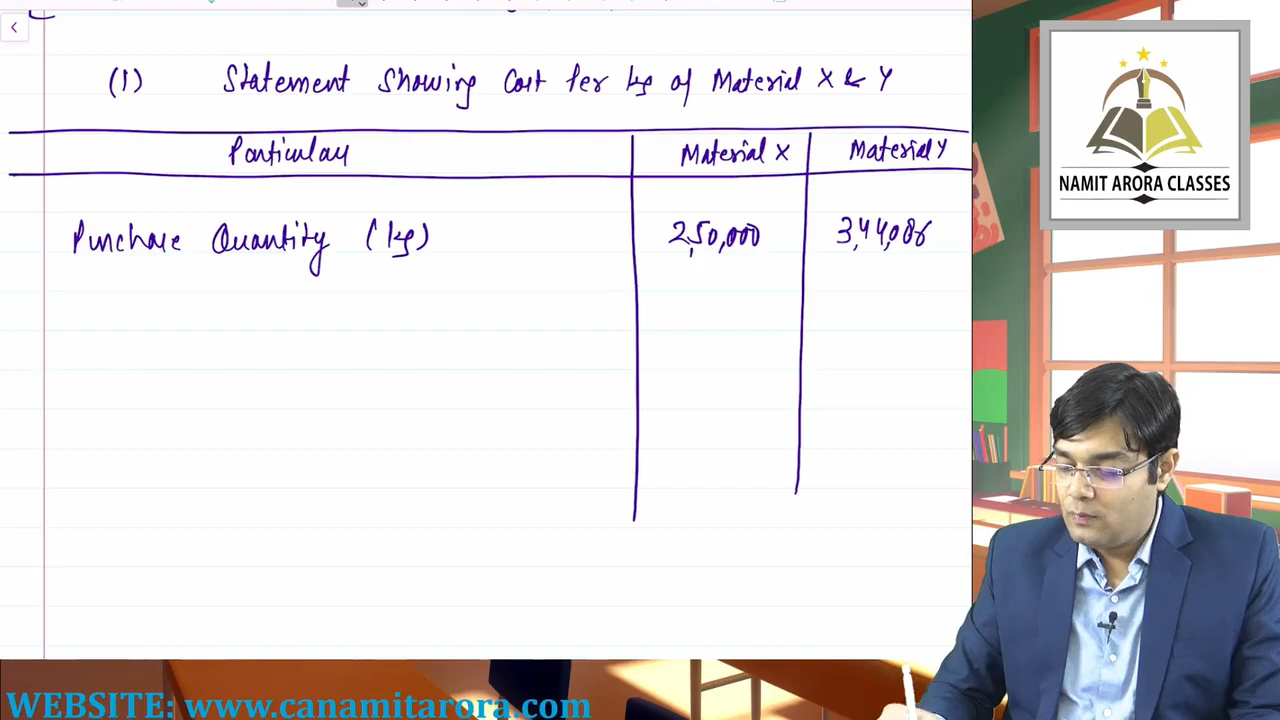 (1) Statement Showing Cost Per kg of Material X & Y
Particulars Material X Material Y
Purchase Quantity (kg) 2,50,000 3,44,086
NAMIT ARORA CLASSES
WEBSITE: www.canamitarora.com